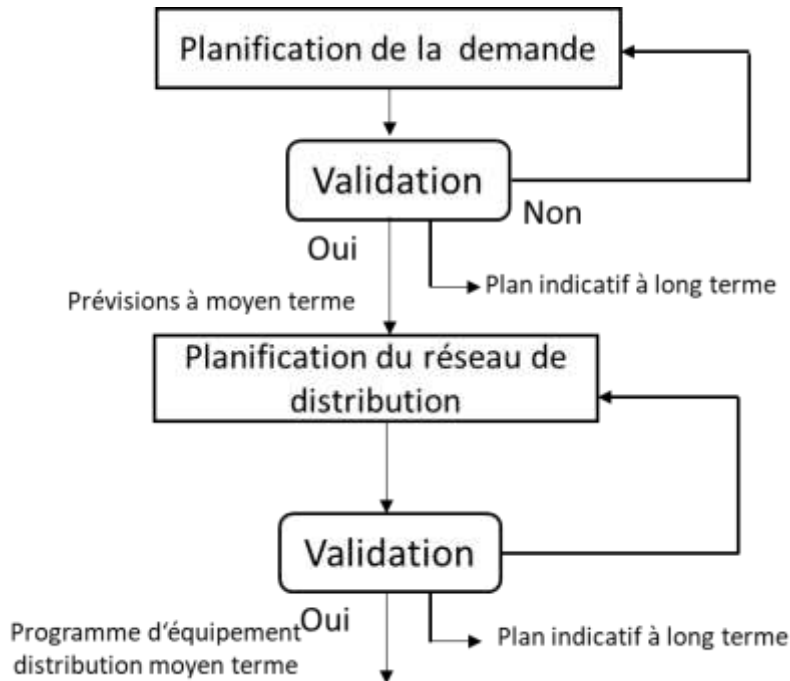 Planification de la demande
Validation
Non
Oui
Plan indicatif à long terme
Prévisions à moyen terme
Planification du réseau de
distribution
Validation
Oui
Programme d‘équipement
distribution moyen terme
Plan indicatif à long terme